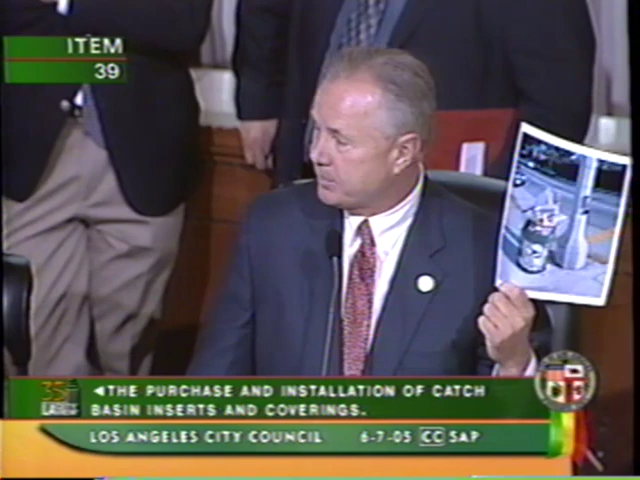 ITEM
39
35
◄THE PURCHASE AND INSTALLATION OF CATCH
BASIN INSERTS AND COVERINGS.
LOS ANGELES CITY COUNCIL 6-7-05 CC SAP